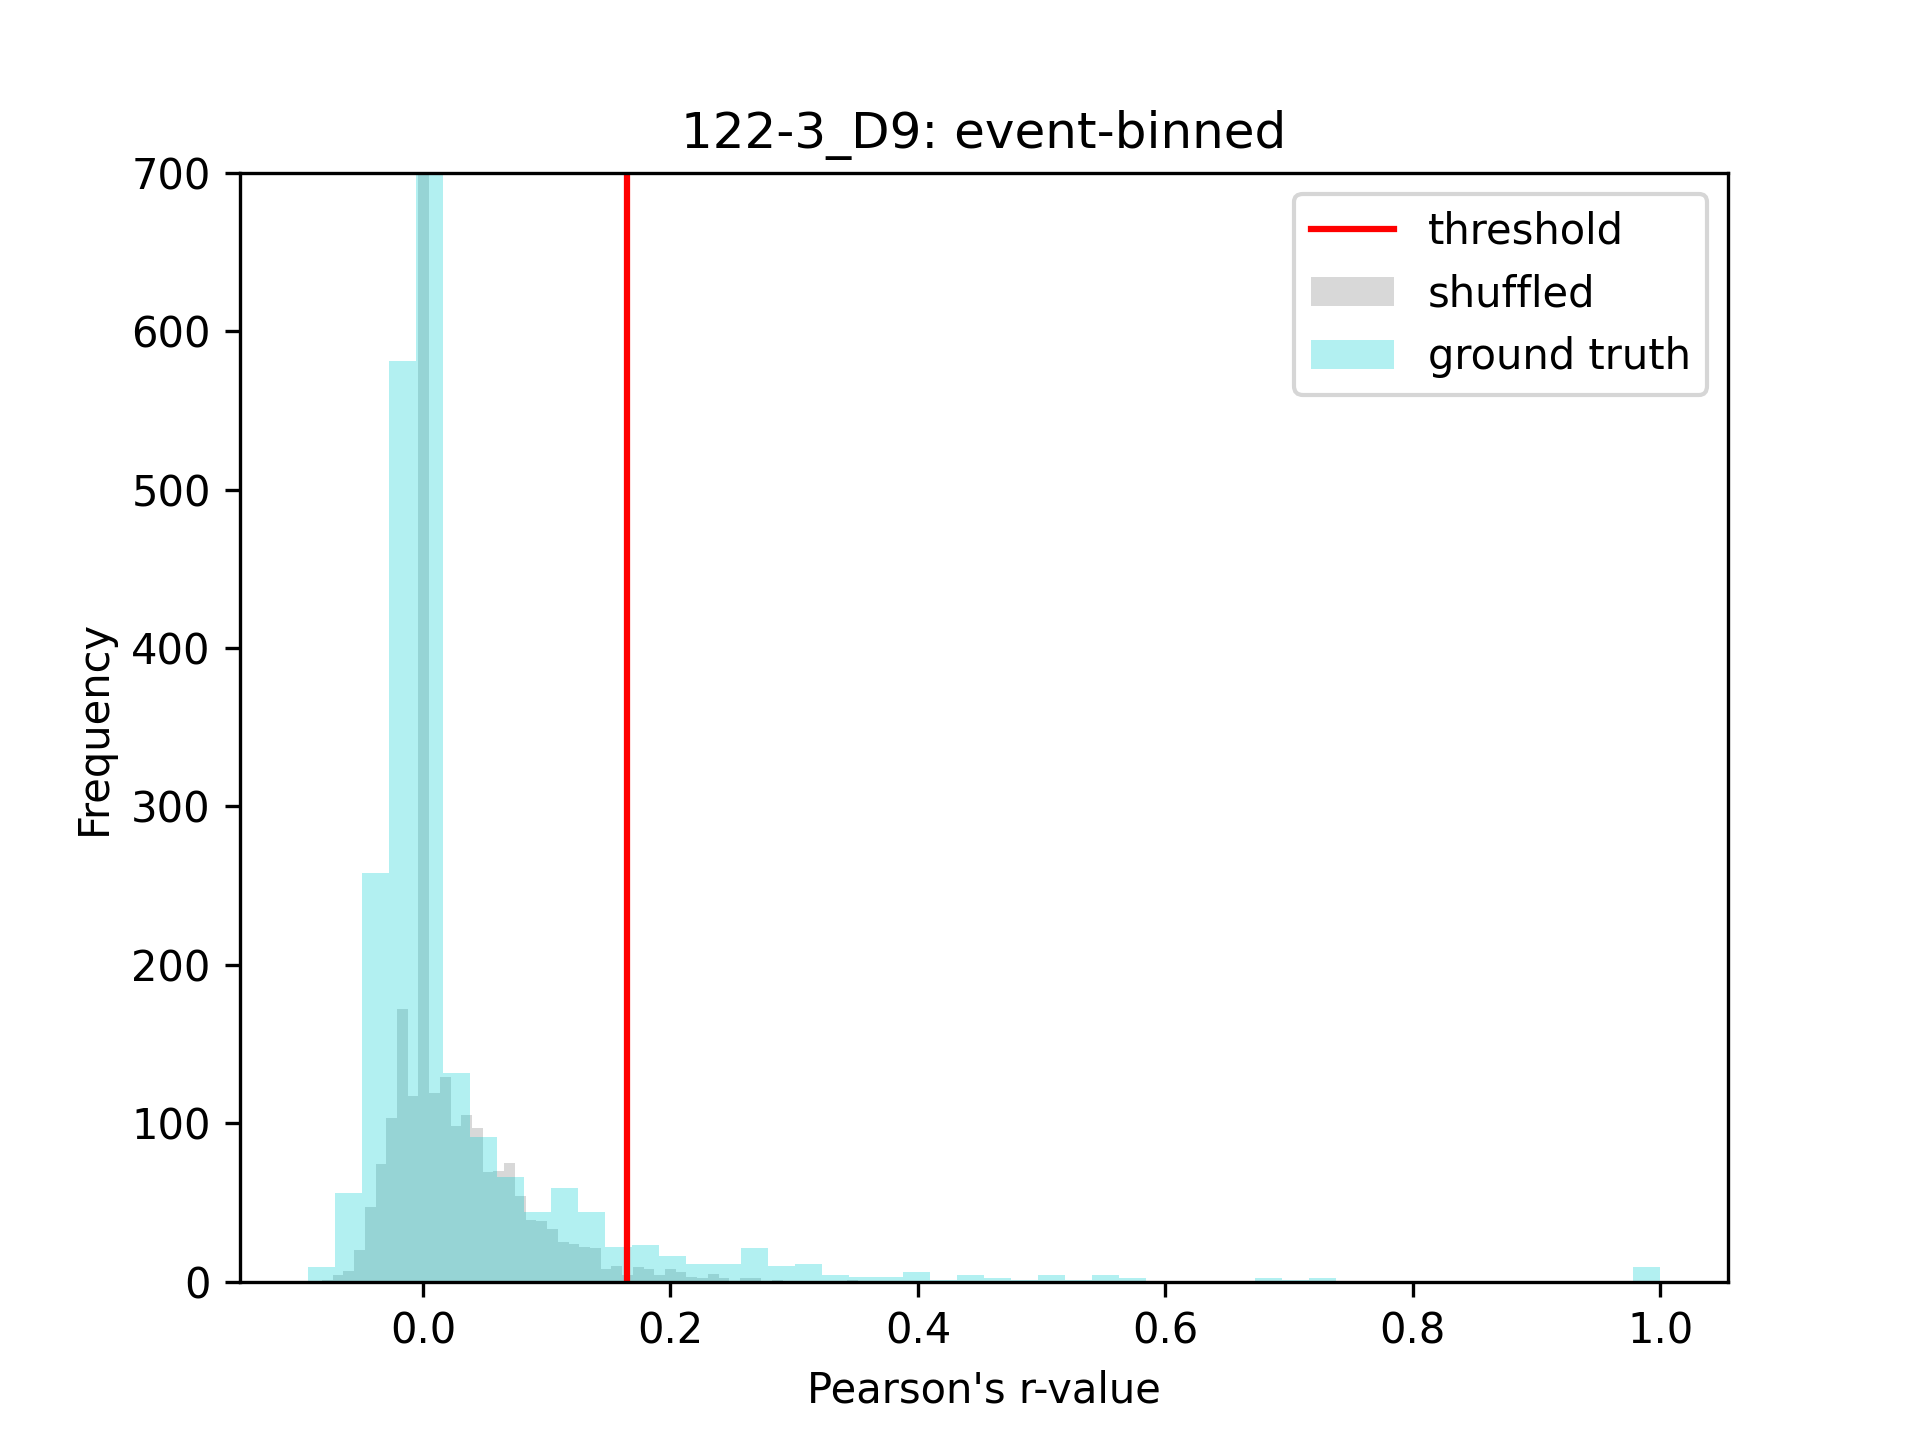 122-3_D9: event-binned
700
600
500
400
300
200
100
0
Frequency
threshold
shuffled
ground truth
0.0 0.2 0.4 0.6 0.8 1.0
Pearson's r-value